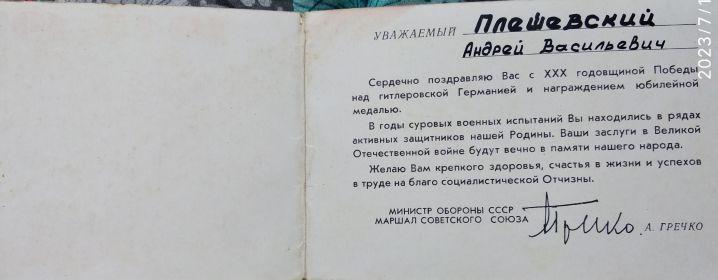 УВАЖАЕМЫЙ Плешевский
Андрей Васильевич
Сердечно поздравляю Вас с XXX годовщиной Победы
над гитлеровской Германией и награждением юбилейной
медалью.
В годы суровых военных испытаний Вы находились в рядах
активных защитников нашей Родины. Ваши заслуги в Великой
Отечественной войне будут вечно в памяти нашего народа.
Желаю Вам крепкого здоровья, счастья в жизни и успехов
в труде на благо социалистической Отчизны.
МИНИСТР ОБОРОНЫ СССР
МАРШАЛ СОВЕТСКОГО СОЮЗА Гречко А. ГРЕЧКО
2023/7/1